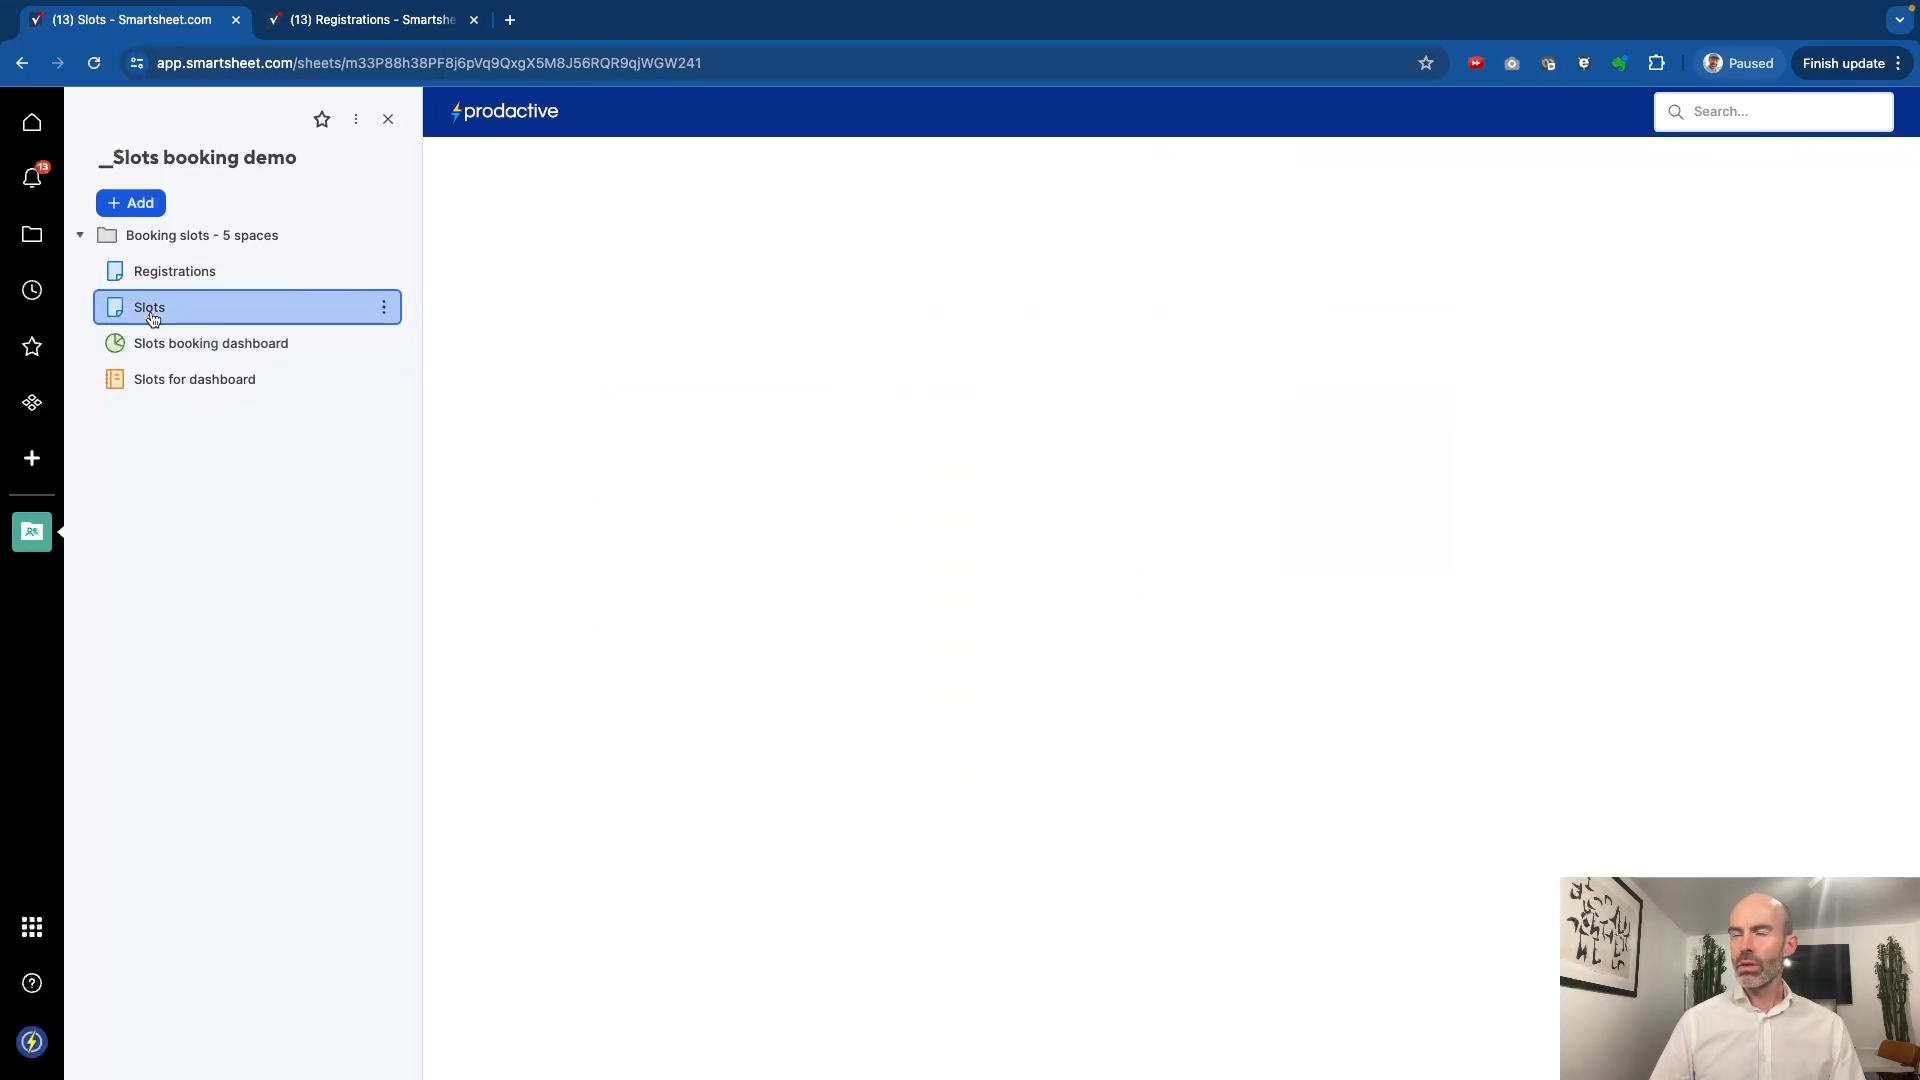 (13) Slots - Smartsheet.com
(13) Registrations - Smartshe
app.smartsheet.com/sheets/m33P88h38PF8j6pVq9QxgX5M8J56RQR9qjWGW241
Paused
Finish update
13
prodactive
Search...
_Slots booking demo
+ Add
Booking slots - 5 spaces
Registrations
Slots
Slots booking dashboard
Slots for dashboard